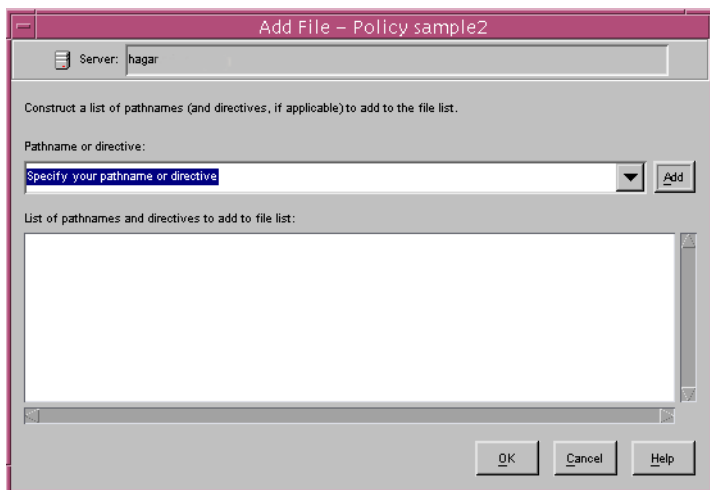 Add File – Policy sample2
Server: hagar
Construct a list of pathnames (and directives, if applicable) to add to the file list.
Pathname or directive:
Specify your pathname or directive
Add
List of pathnames and directives to add to file list:
OK Cancel Help